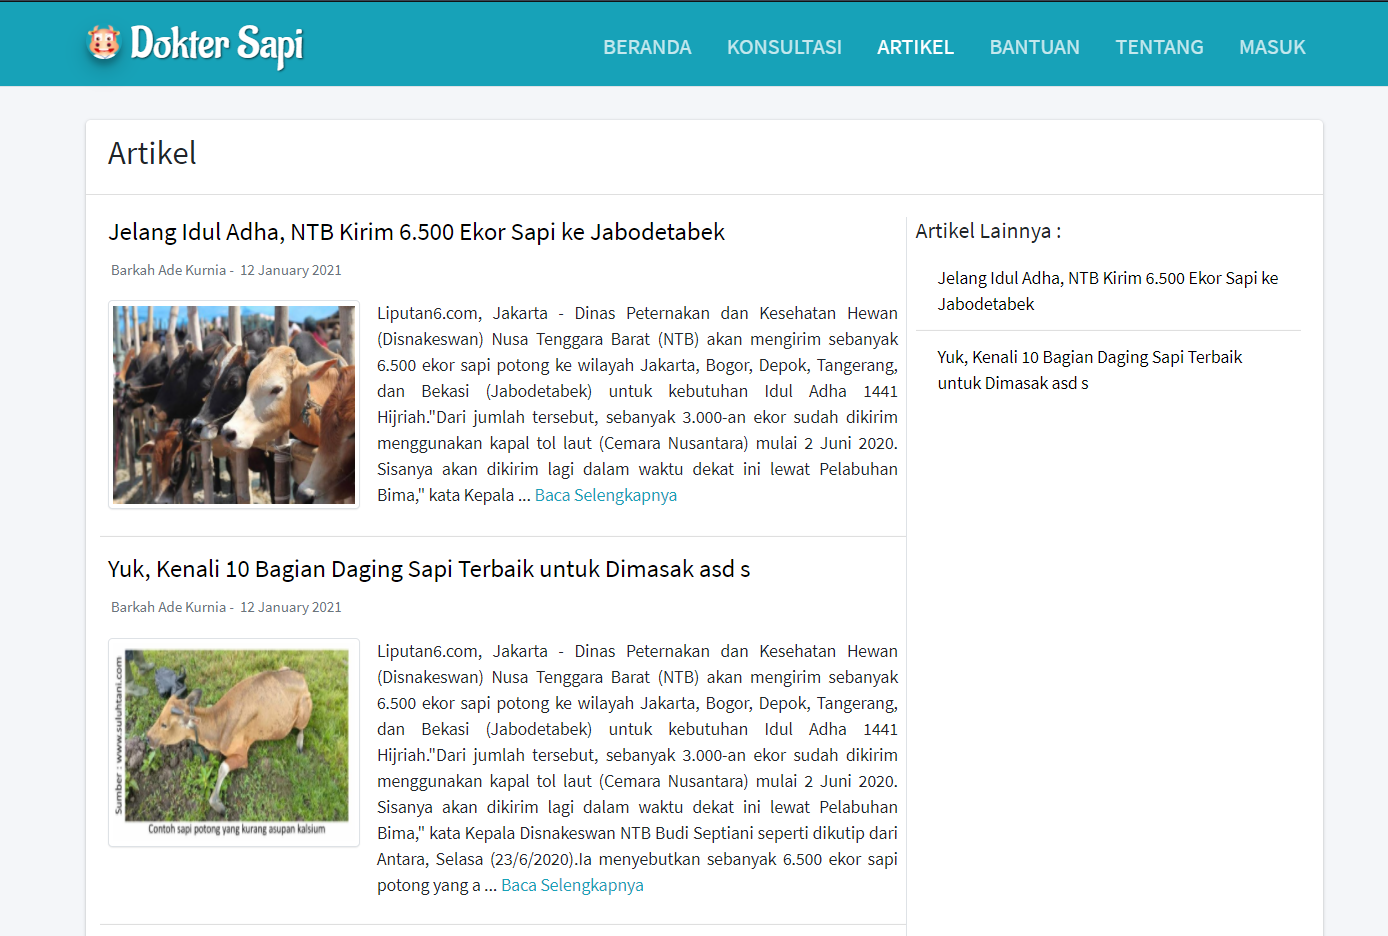 Dokter Sapi
BERANDA KONSULTASI ARTIKEL BANTUAN TENTANG MASUK
Artikel
Jelang Idul Adha, NTB Kirim 6.500 Ekor Sapi ke Jabodetabek
Barkah Ade Kurnia - 12 January 2021
Liputan6.com, Jakarta - Dinas Peternakan dan Kesehatan Hewan
(Disnakeswan) Nusa Tenggara Barat (NTB) akan mengirim sebanyak
6.500 ekor sapi potong ke wilayah Jakarta, Bogor, Depok, Tangerang,
dan Bekasi (Jabodetabek) untuk kebutuhan Idul Adha 1441
Hijriah."Dari jumlah tersebut, sebanyak 3.000-an ekor sudah dikirim
menggunakan kapal tol laut (Cemara Nusantara) mulai 2 Juni 2020.
Sisanya akan dikirim lagi dalam waktu dekat ini lewat Pelabuhan
Bima," kata Kepala ... Baca Selengkapnya
Yuk, Kenali 10 Bagian Daging Sapi Terbaik untuk Dimasak asd s
Barkah Ade Kurnia - 12 January 2021
Sumber : www.suluhtani.com
Contoh sapi potong yang kurang asupan kalsium
Liputan6.com, Jakarta - Dinas Peternakan dan Kesehatan Hewan
(Disnakeswan) Nusa Tenggara Barat (NTB) akan mengirim sebanyak
6.500 ekor sapi potong ke wilayah Jakarta, Bogor, Depok, Tangerang,
dan Bekasi (Jabodetabek) untuk kebutuhan Idul Adha 1441
Hijriah."Dari jumlah tersebut, sebanyak 3.000-an ekor sudah dikirim
menggunakan kapal tol laut (Cemara Nusantara) mulai 2 Juni 2020.
Sisanya akan dikirim lagi dalam waktu dekat ini lewat Pelabuhan
Bima," kata Kepala Disnakeswan NTB Budi Septiani seperti dikutip dari
Antara, Selasa (23/6/2020).Ia menyebutkan sebanyak 6.500 ekor sapi
potong yang a ... Baca Selengkapnya
Artikel Lainnya :
Jelang Idul Adha, NTB Kirim 6.500 Ekor Sapi ke
Jabodetabek
Yuk, Kenali 10 Bagian Daging Sapi Terbaik
untuk Dimasak asd s